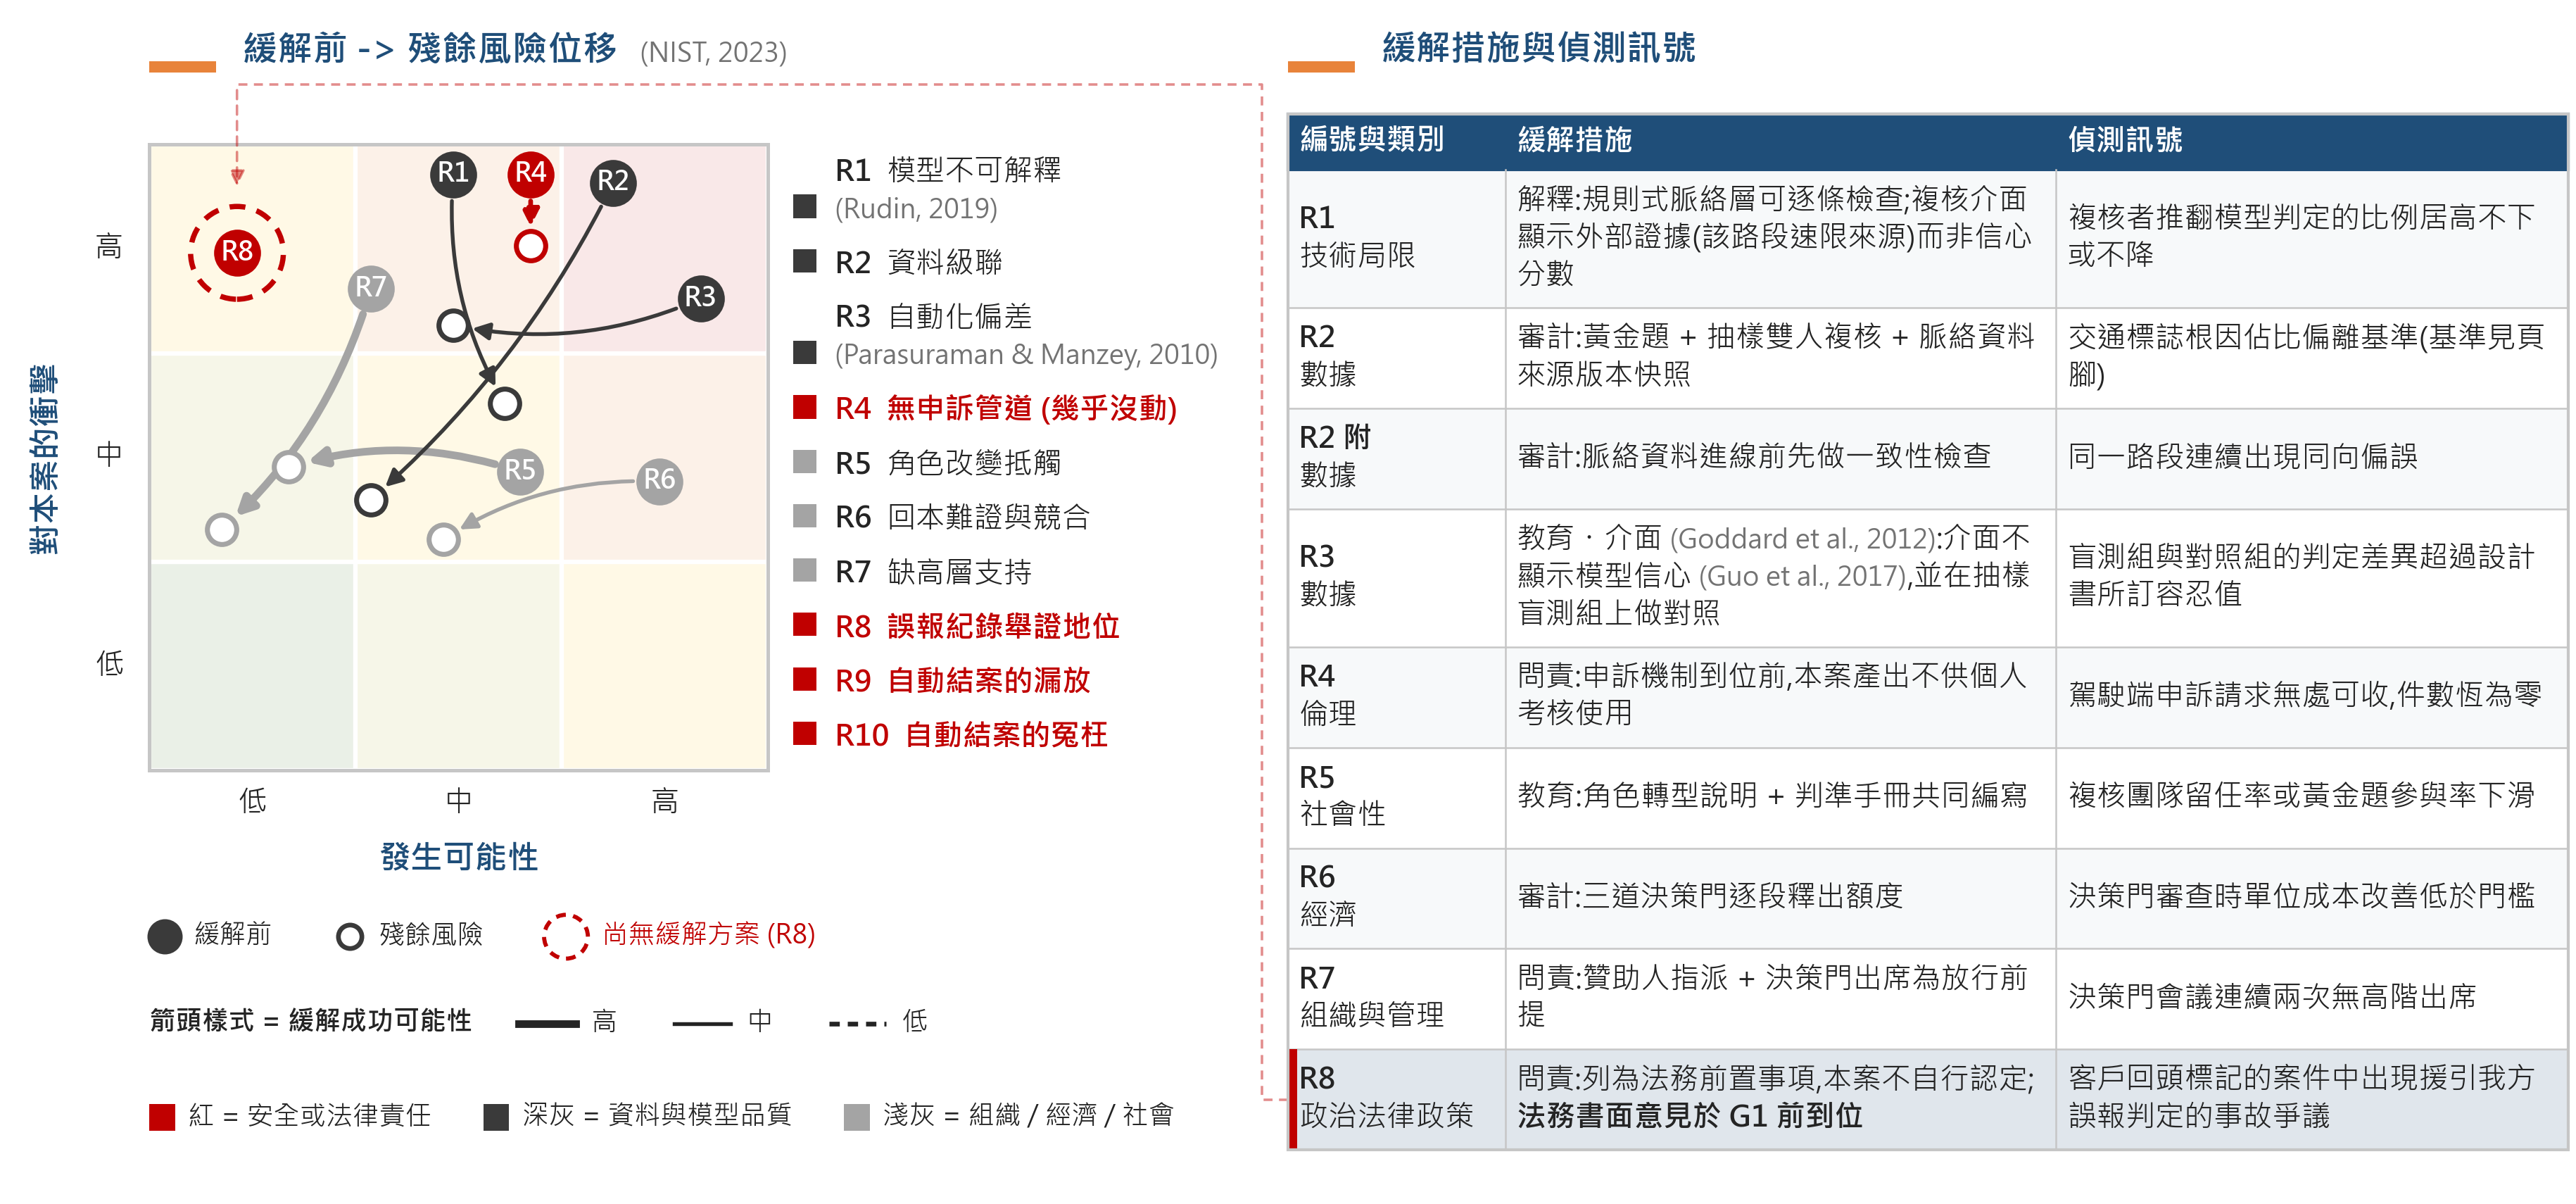 緩解前 -> 殘餘風險位移 (NIST, 2023)
對本案的衝擊
高
中
低
R1
R4
R2
R8
R7
R3
R5
R6
低
中
高
發生可能性
R1 模型不可解釋
(Rudin, 2019)
R2 資料級聯
R3 自動化偏差
(Parasuraman & Manzey, 2010)
R4 無申訴管道 (幾乎沒動)
R5 角色改變抵觸
R6 回本難證與競合
R7 缺高層支持
R8 誤報紀錄舉證地位
R9 自動結案的漏放
R10 自動結案的冤枉
緩解前
殘餘風險
尚無緩解方案 (R8)
箭頭樣式 = 緩解成功可能性
高
中
低
紅 = 安全或法律責任
深灰 = 資料與模型品質
淺灰 = 組織 / 經濟 / 社會
緩解措施與偵測訊號
編號與類別
緩解措施
偵測訊號
R1
技術局限
解釋:規則式脈絡層可逐條檢查;複核介面
顯示外部證據(該路段速限來源)而非信心
分數
複核者推翻模型判定的比例居高不下
或不降
R2
數據
審計:黃金題 + 抽樣雙人複核 + 脈絡資料
來源版本快照
交通標誌根因佔比偏離基準(基準見頁
腳)
R2 附
數據
審計:脈絡資料進線前先做一致性檢查
同一路段連續出現同向偏誤
R3
數據
教育 · 介面 (Goddard et al., 2012):介面不
顯示模型信心 (Guo et al., 2017),並在抽樣
盲測組上做對照
盲測組與對照組的判定差異超過設計
書所訂容忍值
R4
倫理
問責:申訴機制到位前,本案產出不供個人
考核使用
駕駛端申訴請求無處可收,件數恆為零
R5
社會性
教育:角色轉型說明 + 判準手冊共同編寫
複核團隊留任率或黃金題參與率下滑
R6
經濟
審計:三道決策門逐段釋出額度
決策門審查時單位成本改善低於門檻
R7
組織與管理
問責:贊助人指派 + 決策門出席為放行前
提
決策門會議連續兩次無高階出席
R8
政治法律政策
問責:列為法務前置事項,本案不自行認定;
法務書面意見於 G1 前到位
客戶回頭標記的案件中出現援引我方
誤報判定的事故爭議